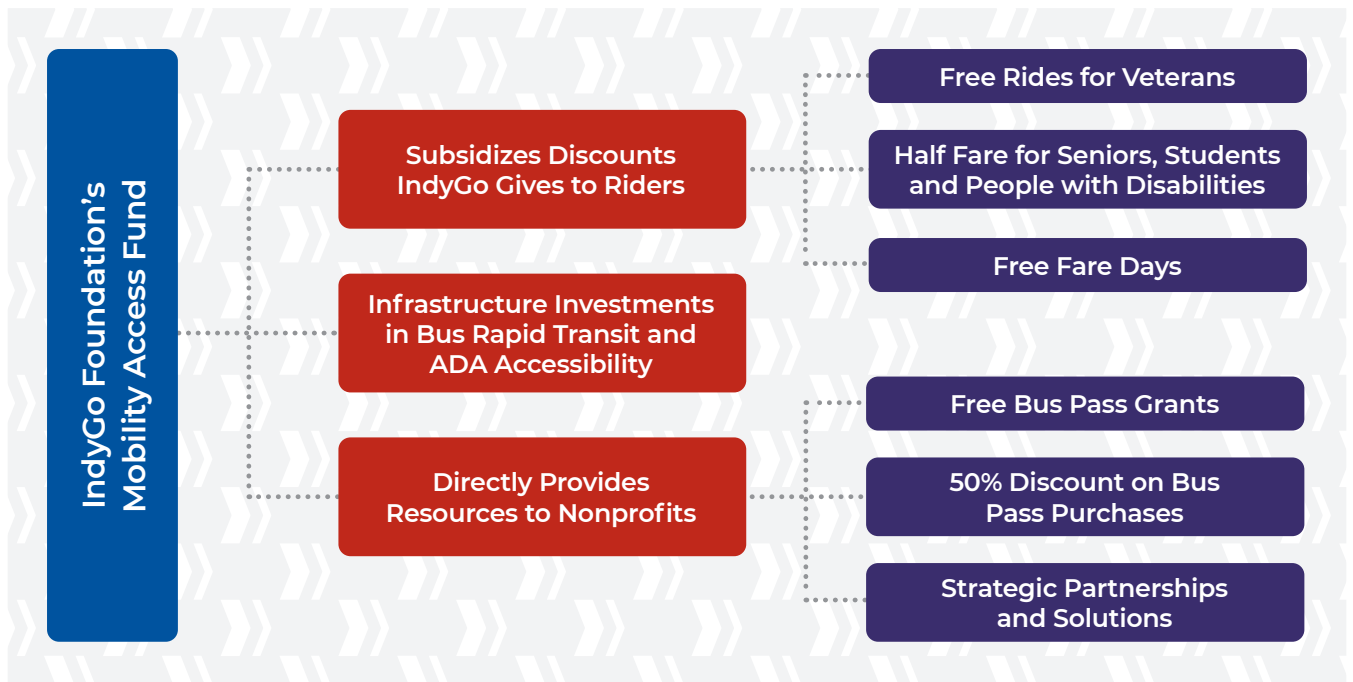 IndyGo Foundation's
Mobility Access Fund
Subsidizes Discounts
IndyGo Gives to Riders
Free Rides for Veterans
Half Fare for Seniors, Students
and People with Disabilities
Free Fare Days
Infrastructure Investments
in Bus Rapid Transit and
ADA Accessibility
Directly Provides
Resources to Nonprofits
Free Bus Pass Grants
50% Discount on Bus
Pass Purchases
Strategic Partnerships
and Solutions